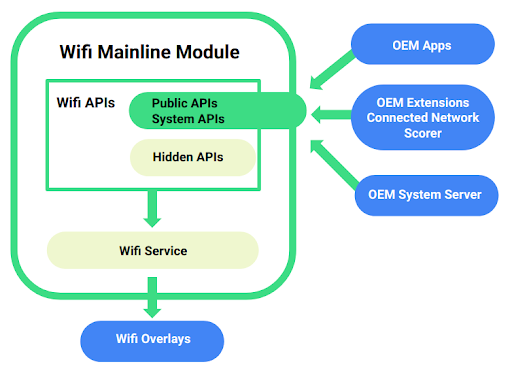 Wifi Mainline Module
Wifi APIs
Public APIs
System APIs
Hidden APIs
Wifi Service
Wifi Overlays
OEM Apps
OEM Extensions
Connected Network
Scorer
OEM System Server